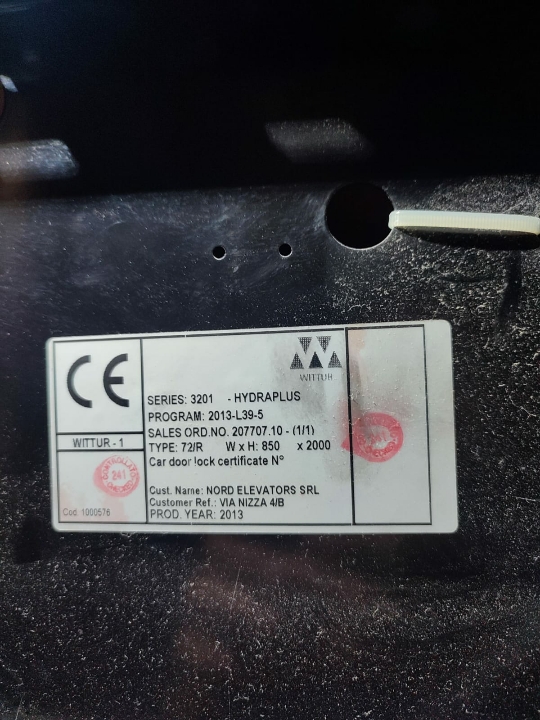 CE
WITTUR
SERIES: 3201 - HYDRAPLUS
PROGRAM: 2013-L39-5
SALES ORD.NO. 207707.10 - (1/1)
TYPE: 72/R W x H: 850 x 2000
Car door lock certificate N°
WITTUR - 1
CONTROLLATO
241
Cod. 1000576
Cust. Name: NORD ELEVATORS SRL
Customer Ref.: VIA NIZZA 4/B
PROD. YEAR: 2013